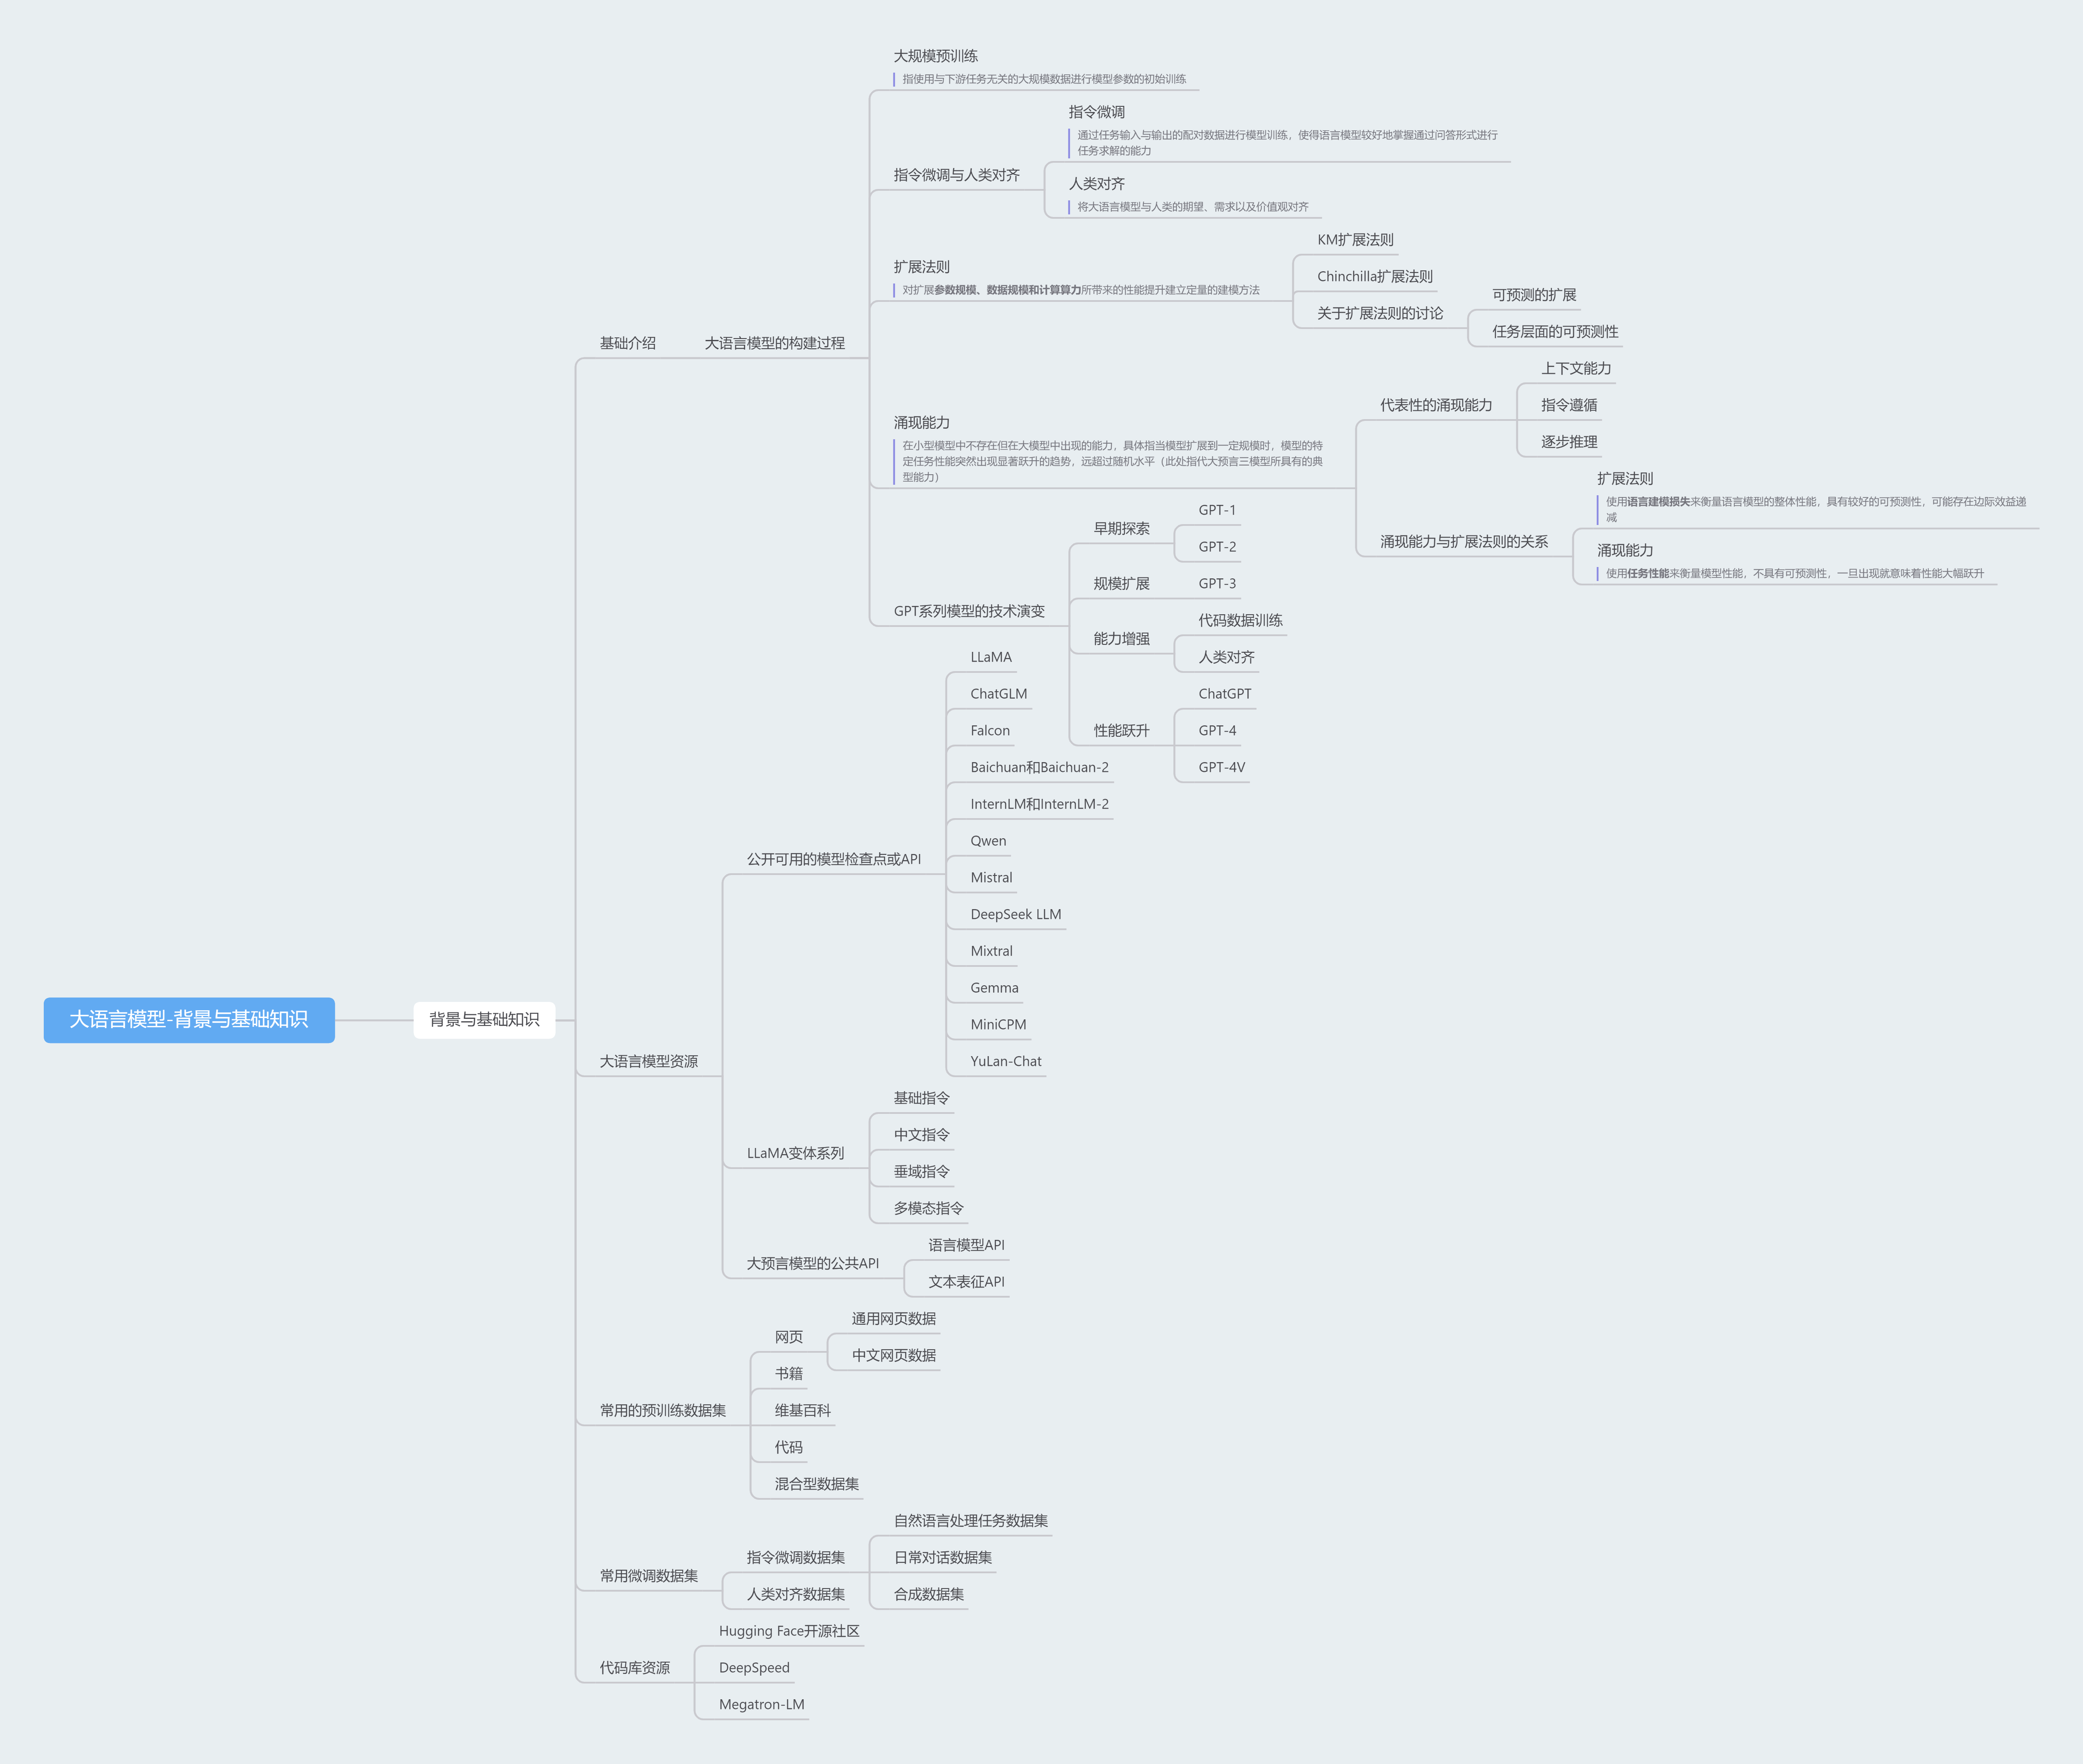 大语言模型-背景与基础知识
背景与基础知识
基础介绍
大语言模型的构建过程
大规模预训练
指使用与下游任务无关的大规模数据进行模型参数的初始训练
指令微调与人类对齐
指令微调
通过任务输入与输出的配对数据进行模型训练，使得语言模型较好地掌握通过问答形式进行
任务求解的能力
人类对齐
将大语言模型与人类的期望、需求以及价值观对齐
扩展法则
对扩展参数规模、数据规模和计算算力所带来的性能提升建立定量的建模方法
KM扩展法则
Chinchilla扩展法则
关于扩展法则的讨论
可预测的扩展
任务层面的可预测性
涌现能力
在小型模型中不存在但在大模型中出现的能力，具体指当模型扩展到一定规模时，模型的特
定任务性能突然出现显著跃升的趋势，远超过随机水平（此处指代大预言三模型所具有的典
型能力）
代表性的涌现能力
上下文能力
指令遵循
逐步推理
涌现能力与扩展法则的关系
扩展法则
使用语言建模损失来衡量语言模型的整体性能，具有较好的可预测性，可能存在边际效益递
减
涌现能力
使用任务性能来衡量模型性能，不具有可预测性，一旦出现就意味着性能大幅跃升
GPT系列模型的技术演变
早期探索
GPT-1
GPT-2
规模扩展
GPT-3
能力增强
代码数据训练
人类对齐
性能跃升
ChatGPT
GPT-4
GPT-4V
大语言模型资源
公开可用的模型检查点或API
LLaMA
ChatGLM
Falcon
Baichuan和Baichuan-2
InternLM和InternLM-2
Qwen
Mistral
DeepSeek LLM
Mixtral
Gemma
MiniCPM
YuLan-Chat
LLaMA变体系列
基础指令
中文指令
垂域指令
多模态指令
大预言模型的公共API
语言模型API
文本表征API
常用的预训练数据集
网页
通用网页数据
中文网页数据
书籍
维基百科
代码
混合型数据集
常用微调数据集
指令微调数据集
自然语言处理任务数据集
日常对话数据集
合成数据集
人类对齐数据集
代码库资源
Hugging Face开源社区
DeepSpeed
Megatron-LM